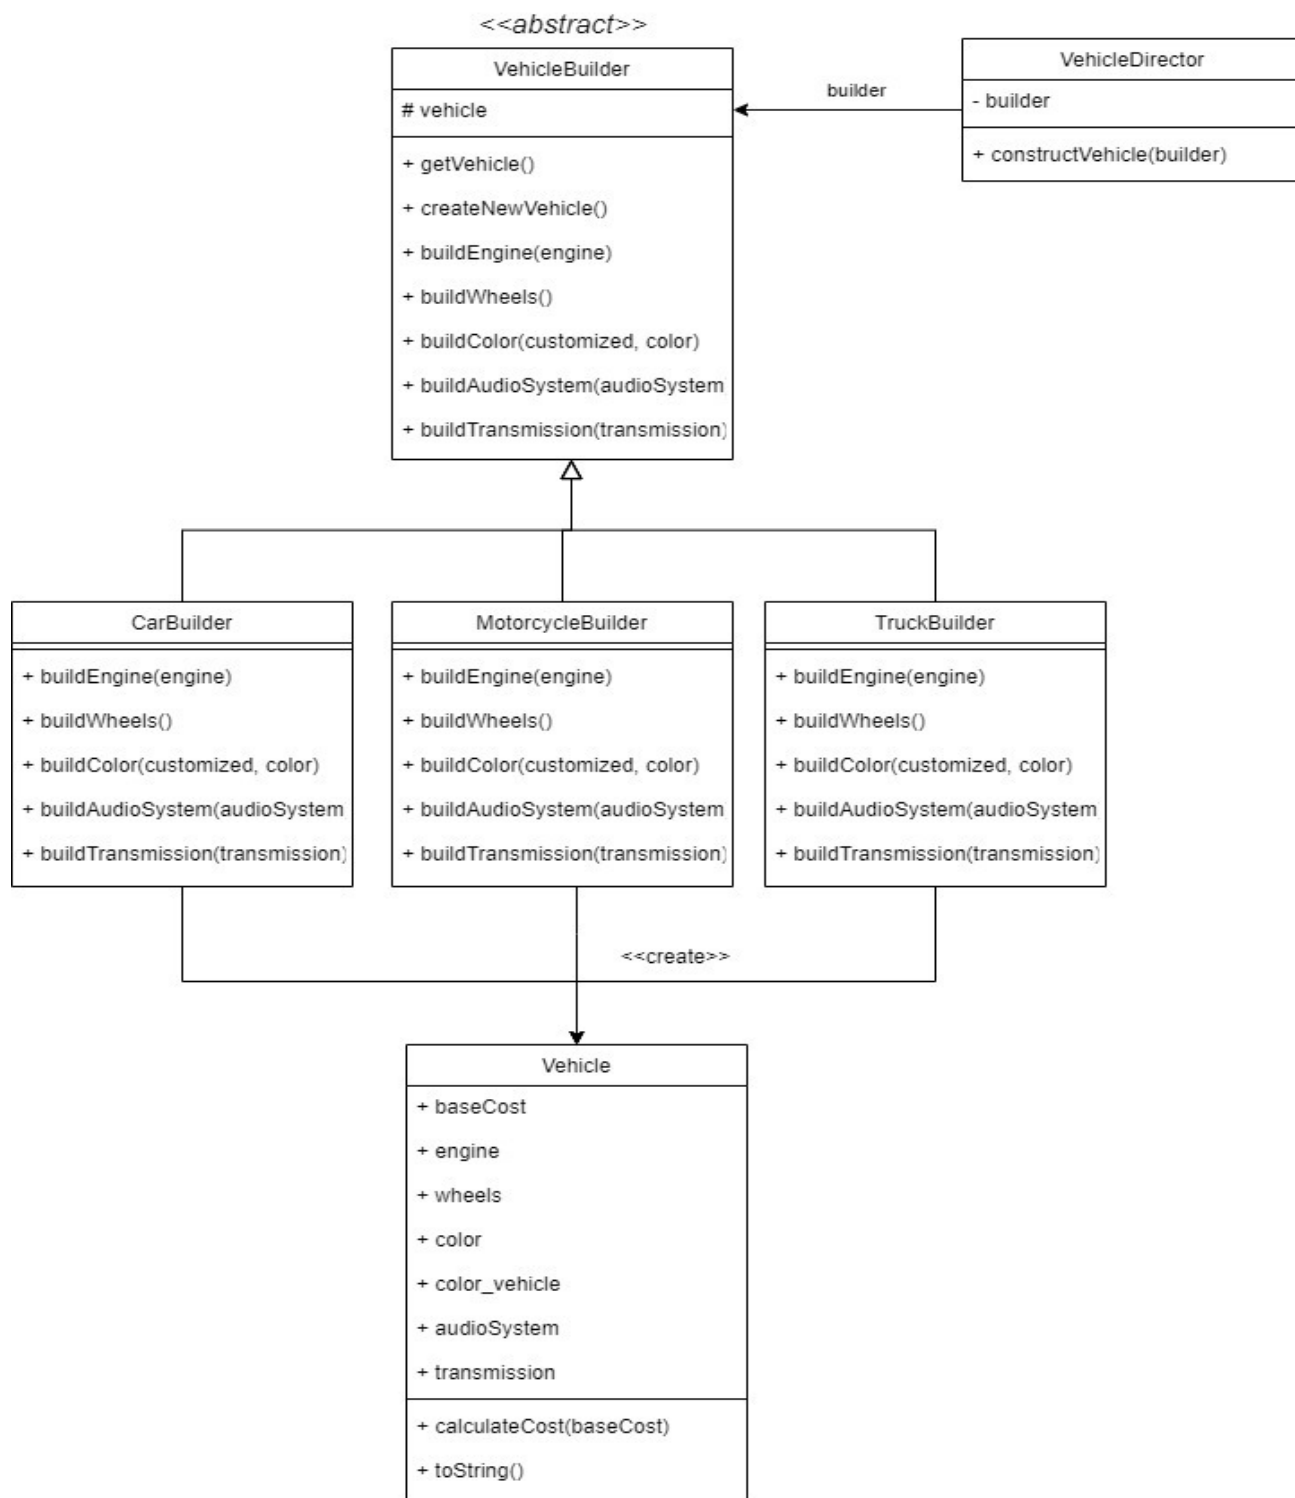 <<abstract>>
VehicleBuilder
# vehicle
+ getVehicle()
+ createNewVehicle()
+ buildEngine(engine)
+ buildWheels()
+ buildColor(customized, color)
+ buildAudioSystem(audioSystem
+ buildTransmission(transmission)
builder
VehicleDirector
- builder
+ constructVehicle(builder)
CarBuilder
+ buildEngine(engine)
+ buildWheels()
+ buildColor(customized, color)
+ buildAudioSystem(audioSystem
+ buildTransmission(transmission)
MotorcycleBuilder
+ buildEngine(engine)
+ buildWheels()
+ buildColor(customized, color)
+ buildAudioSystem(audioSystem
+ buildTransmission(transmission)
TruckBuilder
+ buildEngine(engine)
+ buildWheels()
+ buildColor(customized, color)
+ buildAudioSystem(audioSystem
+ buildTransmission(transmission)
<<create>>
Vehicle
+ baseCost
+ engine
+ wheels
+ color
+ color_vehicle
+ audioSystem
+ transmission
+ calculateCost(baseCost)
+ toString()